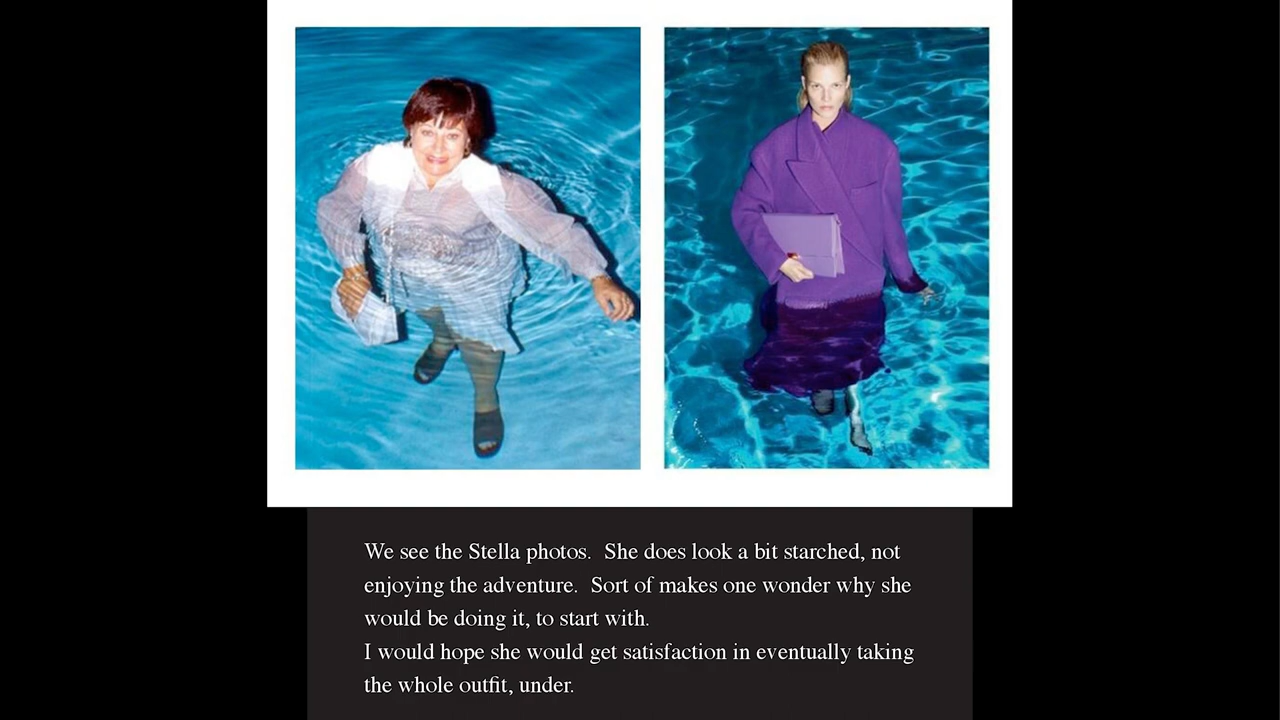 We see the Stella photos.  She does look a bit starched, not
enjoying the adventure.  Sort of makes one wonder why she
would be doing it, to start with.
I would hope she would get satisfaction in eventually taking
the whole outfit, under.